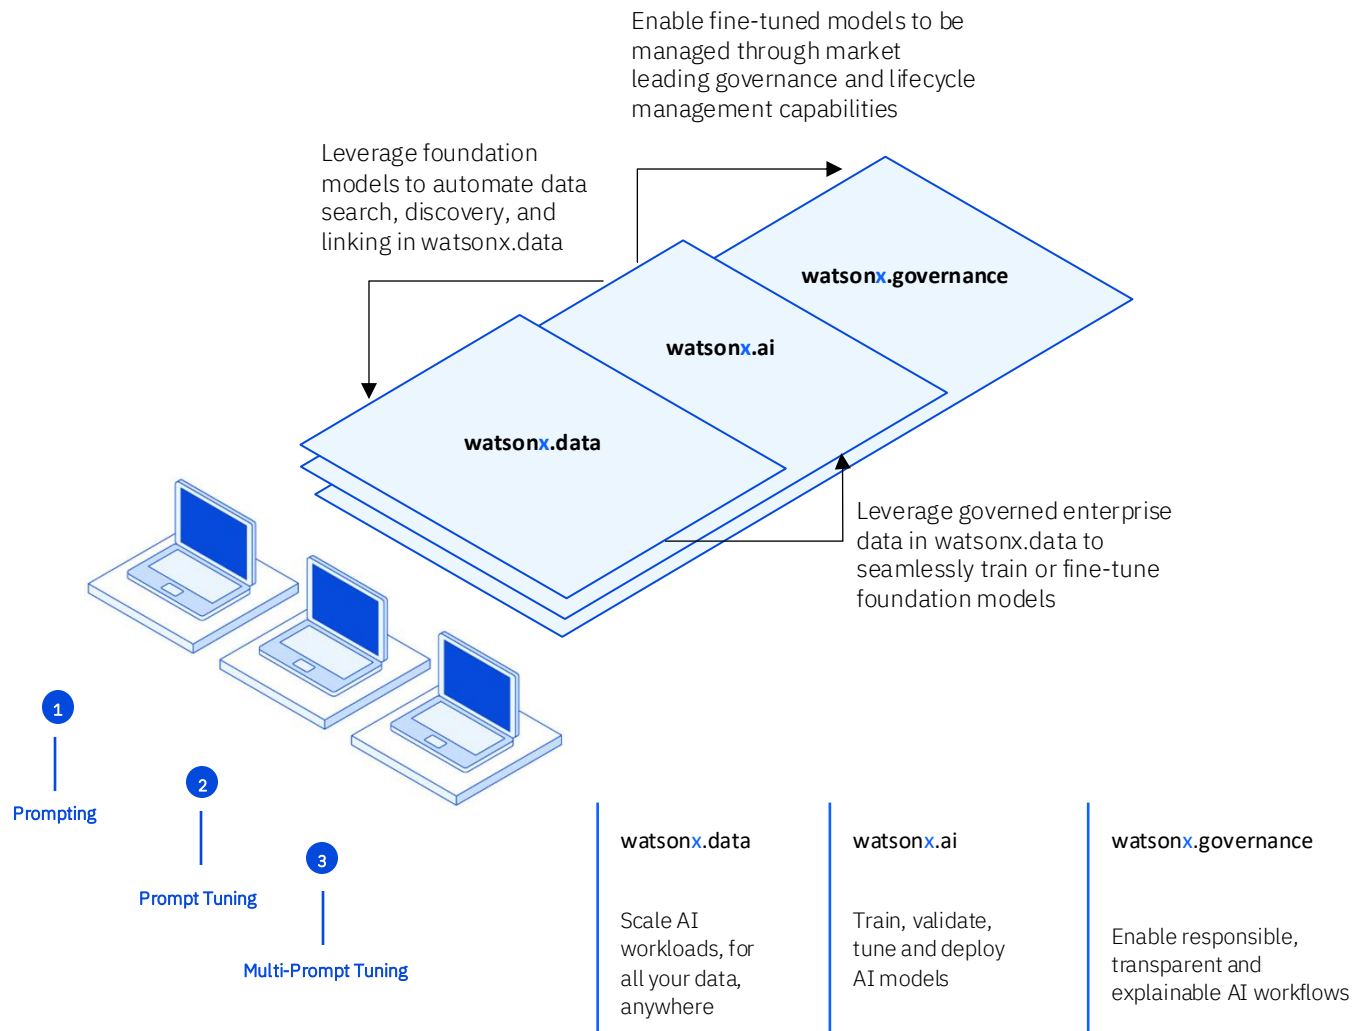 Enable fine-tuned models to be
managed through market
leading governance and lifecycle
management capabilities
Leverage foundation
models to automate data
search, discovery, and
linking in watsonx.data
watsonx.governance
watsonx.ai
watsonx.data
Leverage governed enterprise
data in watsonx.data to
seamlessly train or fine-tune
foundation models
1
Prompting
2
Prompt Tuning
3
Multi-Prompt Tuning
watsonx.data
Scale AI
workloads, for
all your data,
anywhere
watsonx.ai
Train, validate,
tune and deploy
AI models
watsonx.governance
Enable responsible,
transparent and
explainable AI workflows